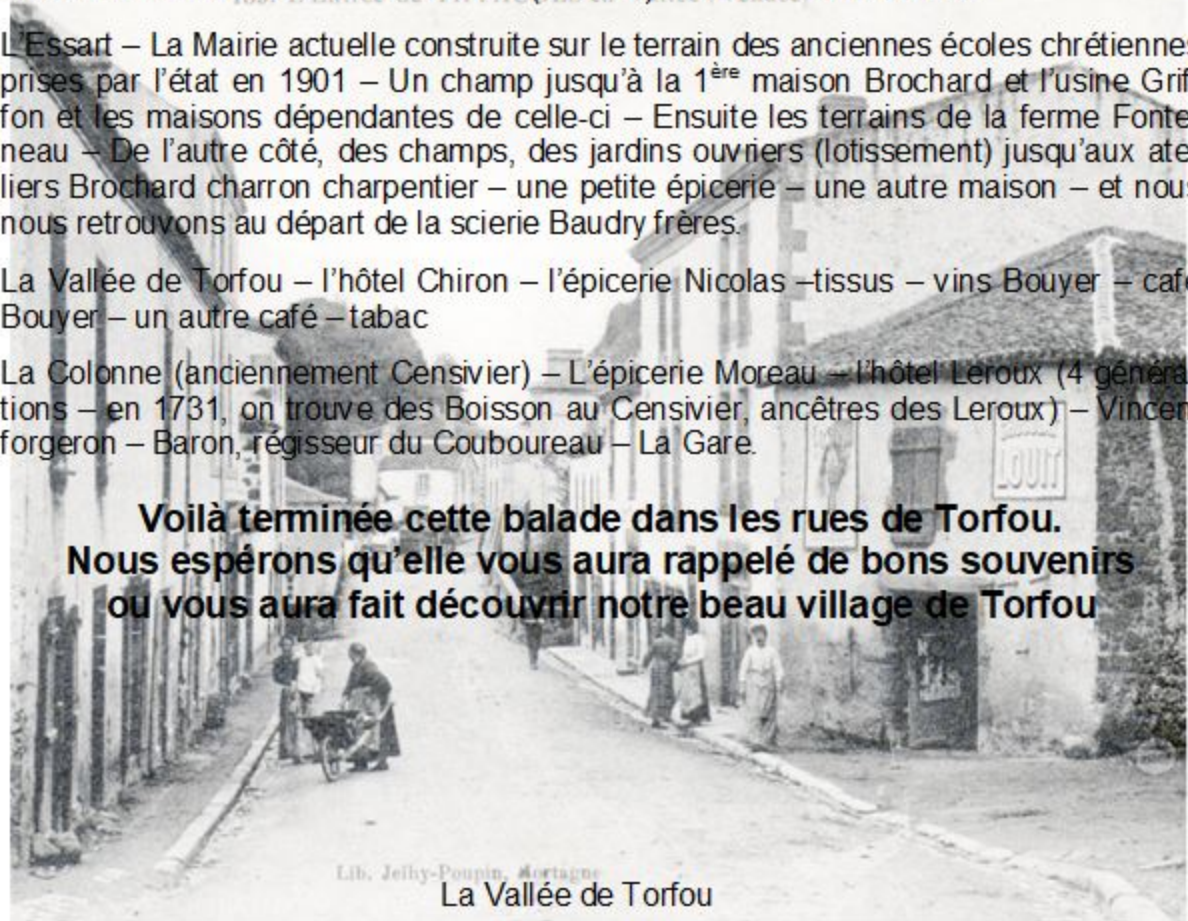 L'Essart – La Mairie actuelle construite sur le terrain des anciennes écoles chrétiennes
prises par l'état en 1901 – Un champ jusqu'à la 1ère maison Brochard et l'usine Grif
fon et les maisons dépendantes de celle-ci – Ensuite les terrains de la ferme Fonte
neau – De l'autre côté, des champs, des jardins ouvriers (lotissement) jusqu'aux ate
liers Brochard charron charpentier – une petite épicerie – une autre maison – et nous
nous retrouvons au départ de la scierie Baudry frères.
La Vallée de Torfou – l'hôtel Chiron – l'épicerie Nicolas –tissus – vins Bouyer – café
Bouyer – un autre café – tabac
La Colonne (anciennement Censivier) – L'épicerie Moreau – l'hôtel Leroux (4 généra
tions – en 1731, on trouve des Boisson au Censivier, ancêtres des Leroux) – Vincen
forgeron – Baron, régisseur du Couboureau – La Gare.
LOUIT
Voilà terminée cette balade dans les rues de Torfou.
Nous espérons qu'elle vous aura rappelé de bons souvenirs
ou vous aura fait découvrir notre beau village de Torfou
Lib. Jeihy-Poupin, Mortagne
La Vallée de Torfou